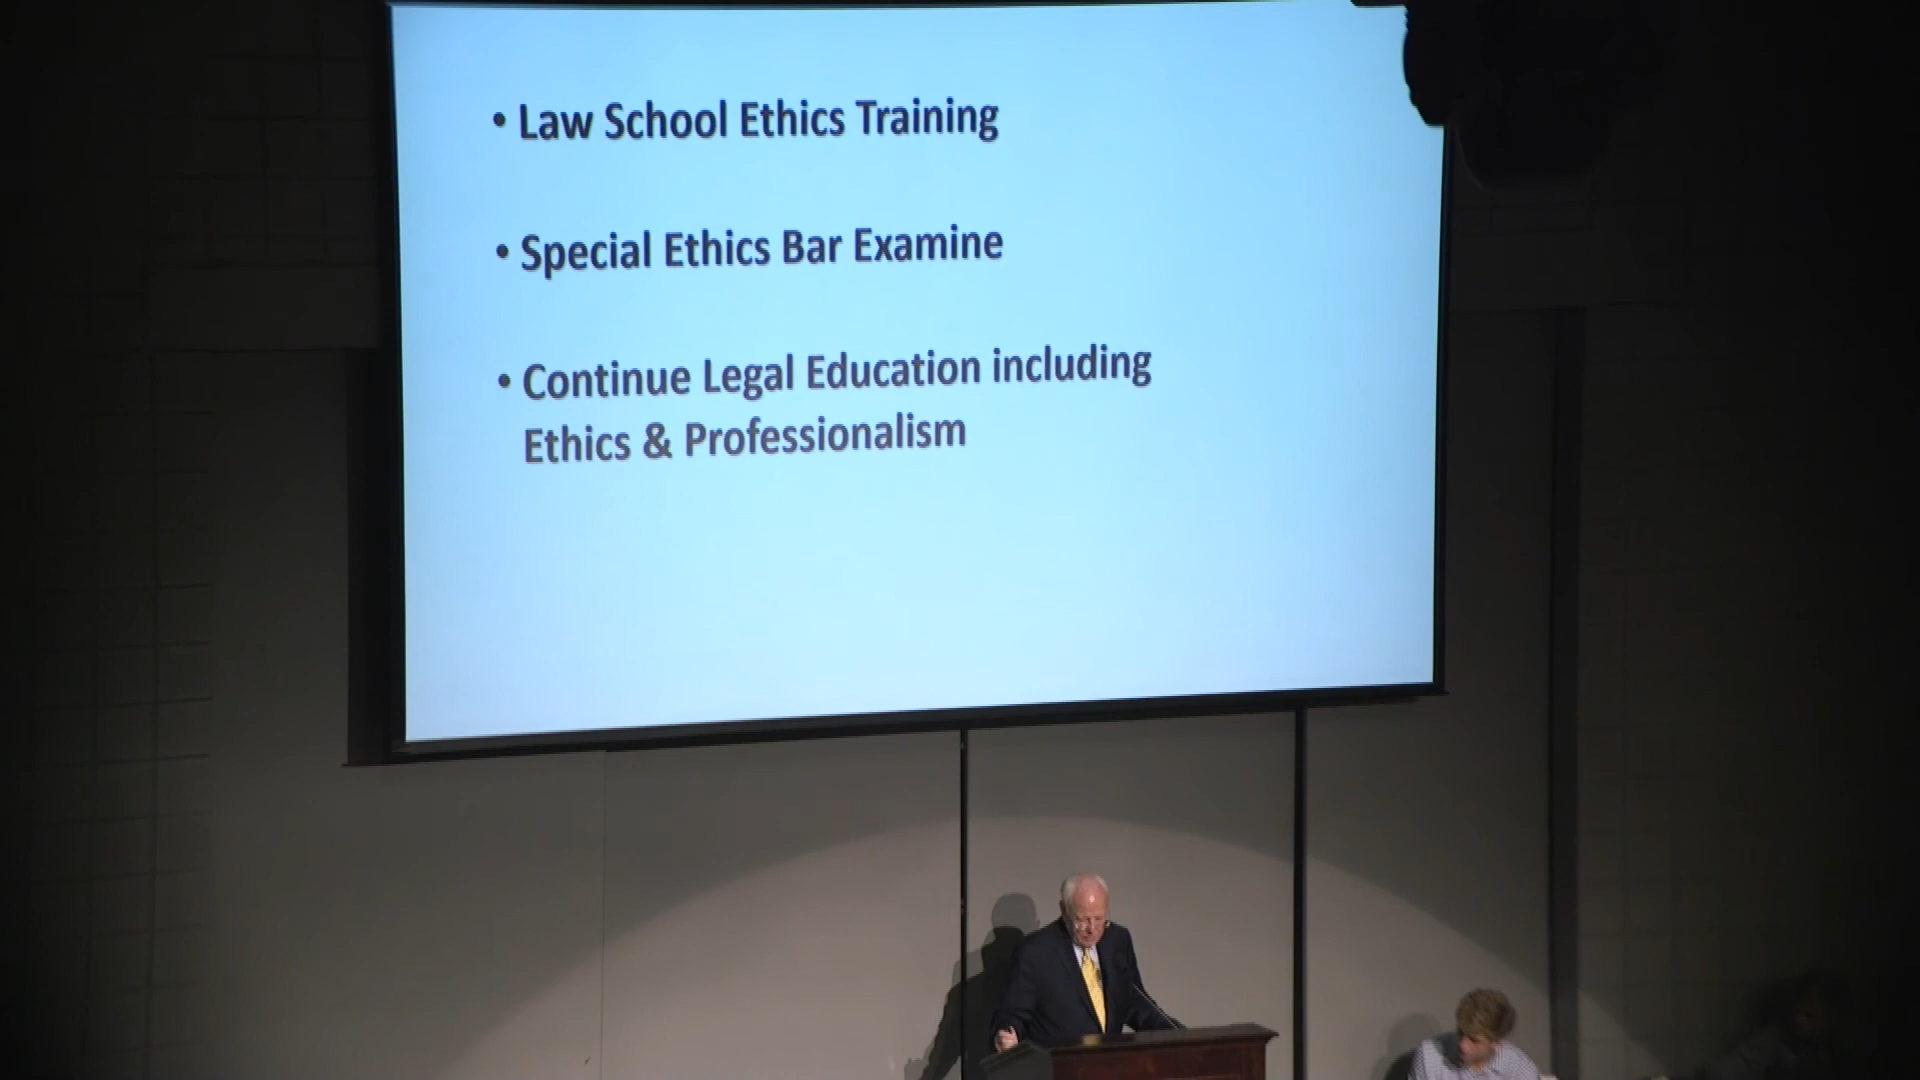 • Law School Ethics Training
• Special Ethics Bar Examine
• Continue Legal Education including
Ethics & Professionalism